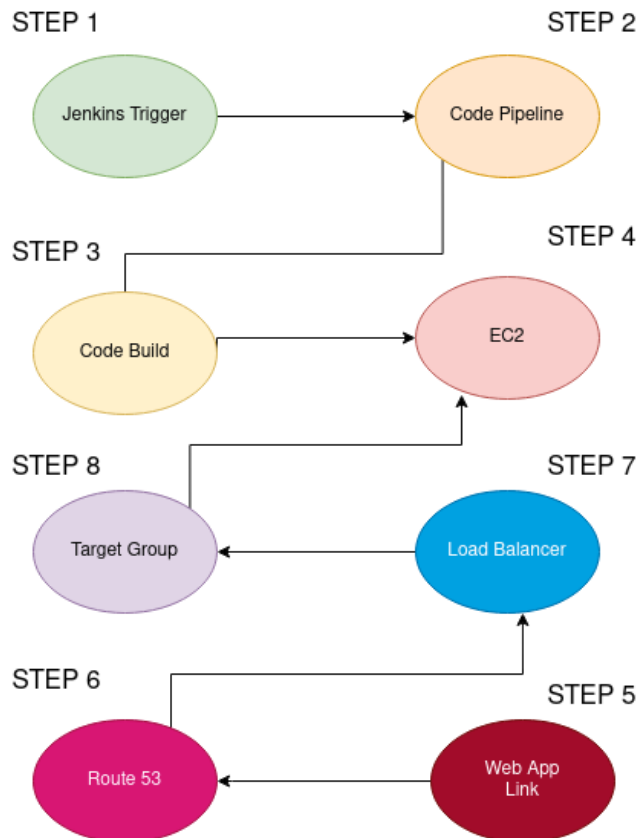 STEP 1
STEP 2
Jenkins Trigger
Code Pipeline
STEP 3
STEP 4
Code Build
EC2
STEP 8
STEP 7
Target Group
Load Balancer
STEP 6
STEP 5
Route 53
Web App
Link